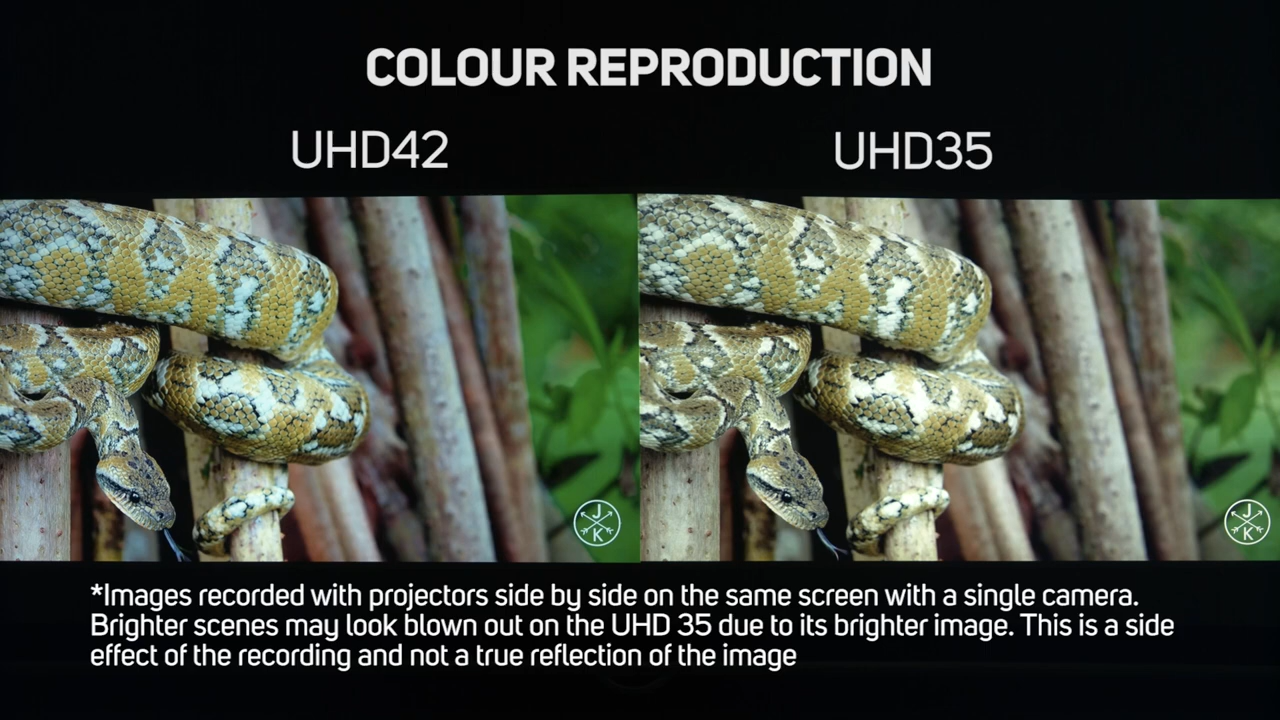 COLOUR REPRODUCTION
UHD42 UHD35
J
K
J
K
*Images recorded with projectors side by side on the same screen with a single camera.
Brighter scenes may look blown out on the UHD 35 due to its brighter image. This is a side
effect of the recording and not a true reflection of the image